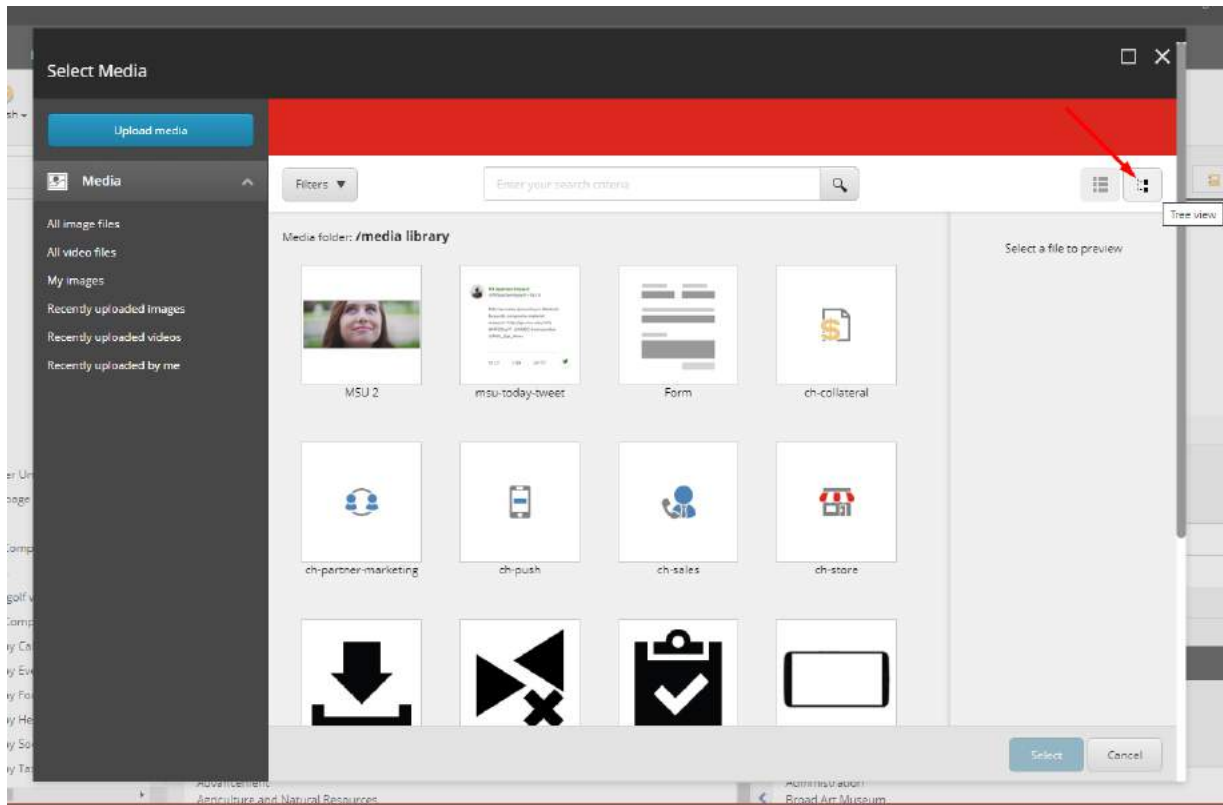 Select Media
Upload media
Media
Filters ▼
Enter your search criteria
Tree view
All image files
All video files
My images
Recently uploaded images
Recently uploaded videos
Recently uploaded by me
Media folder: /media library
Select a file to preview
MSU 2
msu-today-tweet
Form
ch-collateral
ch-partner-marketing
ch-push
ch-sales
ch-store
Select
Cancel
Advancement
Administration
Agriculture and Natural Resources
Broad Art Museum